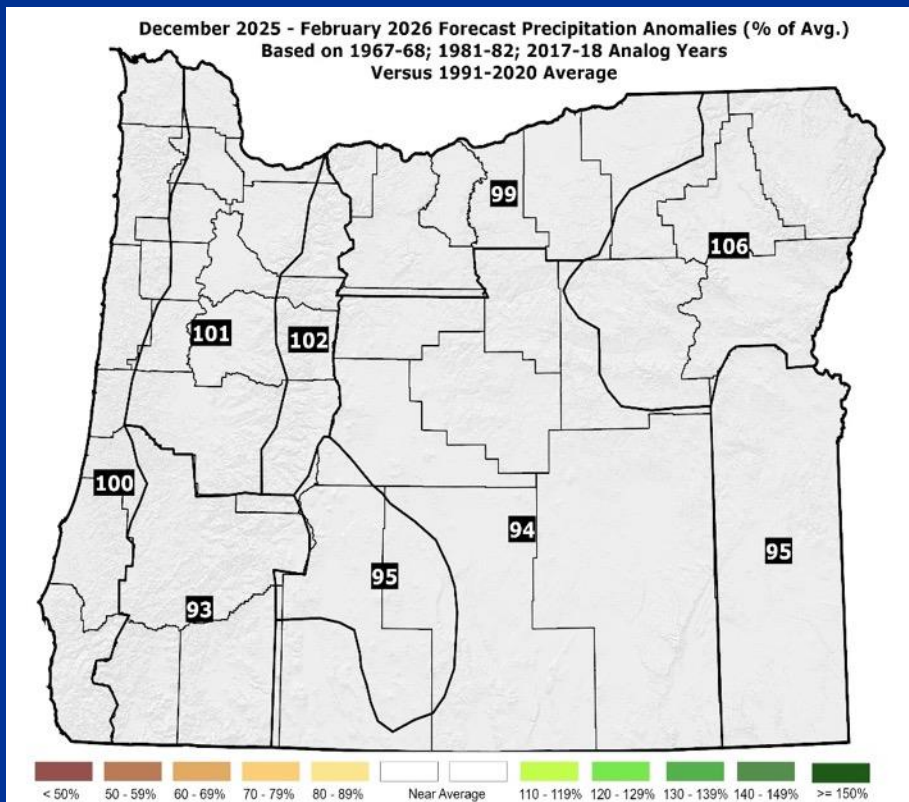 December 2025 - February 2026 Forecast Precipitation Anomalies (% of Avg.)
Based on 1967-68; 1981-82; 2017-18 Analog Years
Versus 1991-2020 Average
99
106
101
102
100
94
95
95
93
< 50%
50 - 59%
60 - 69%
70 - 79%
80 - 89%
Near Average
110 - 119%
120 - 129%
130 - 139%
140 - 149%
>= 150%